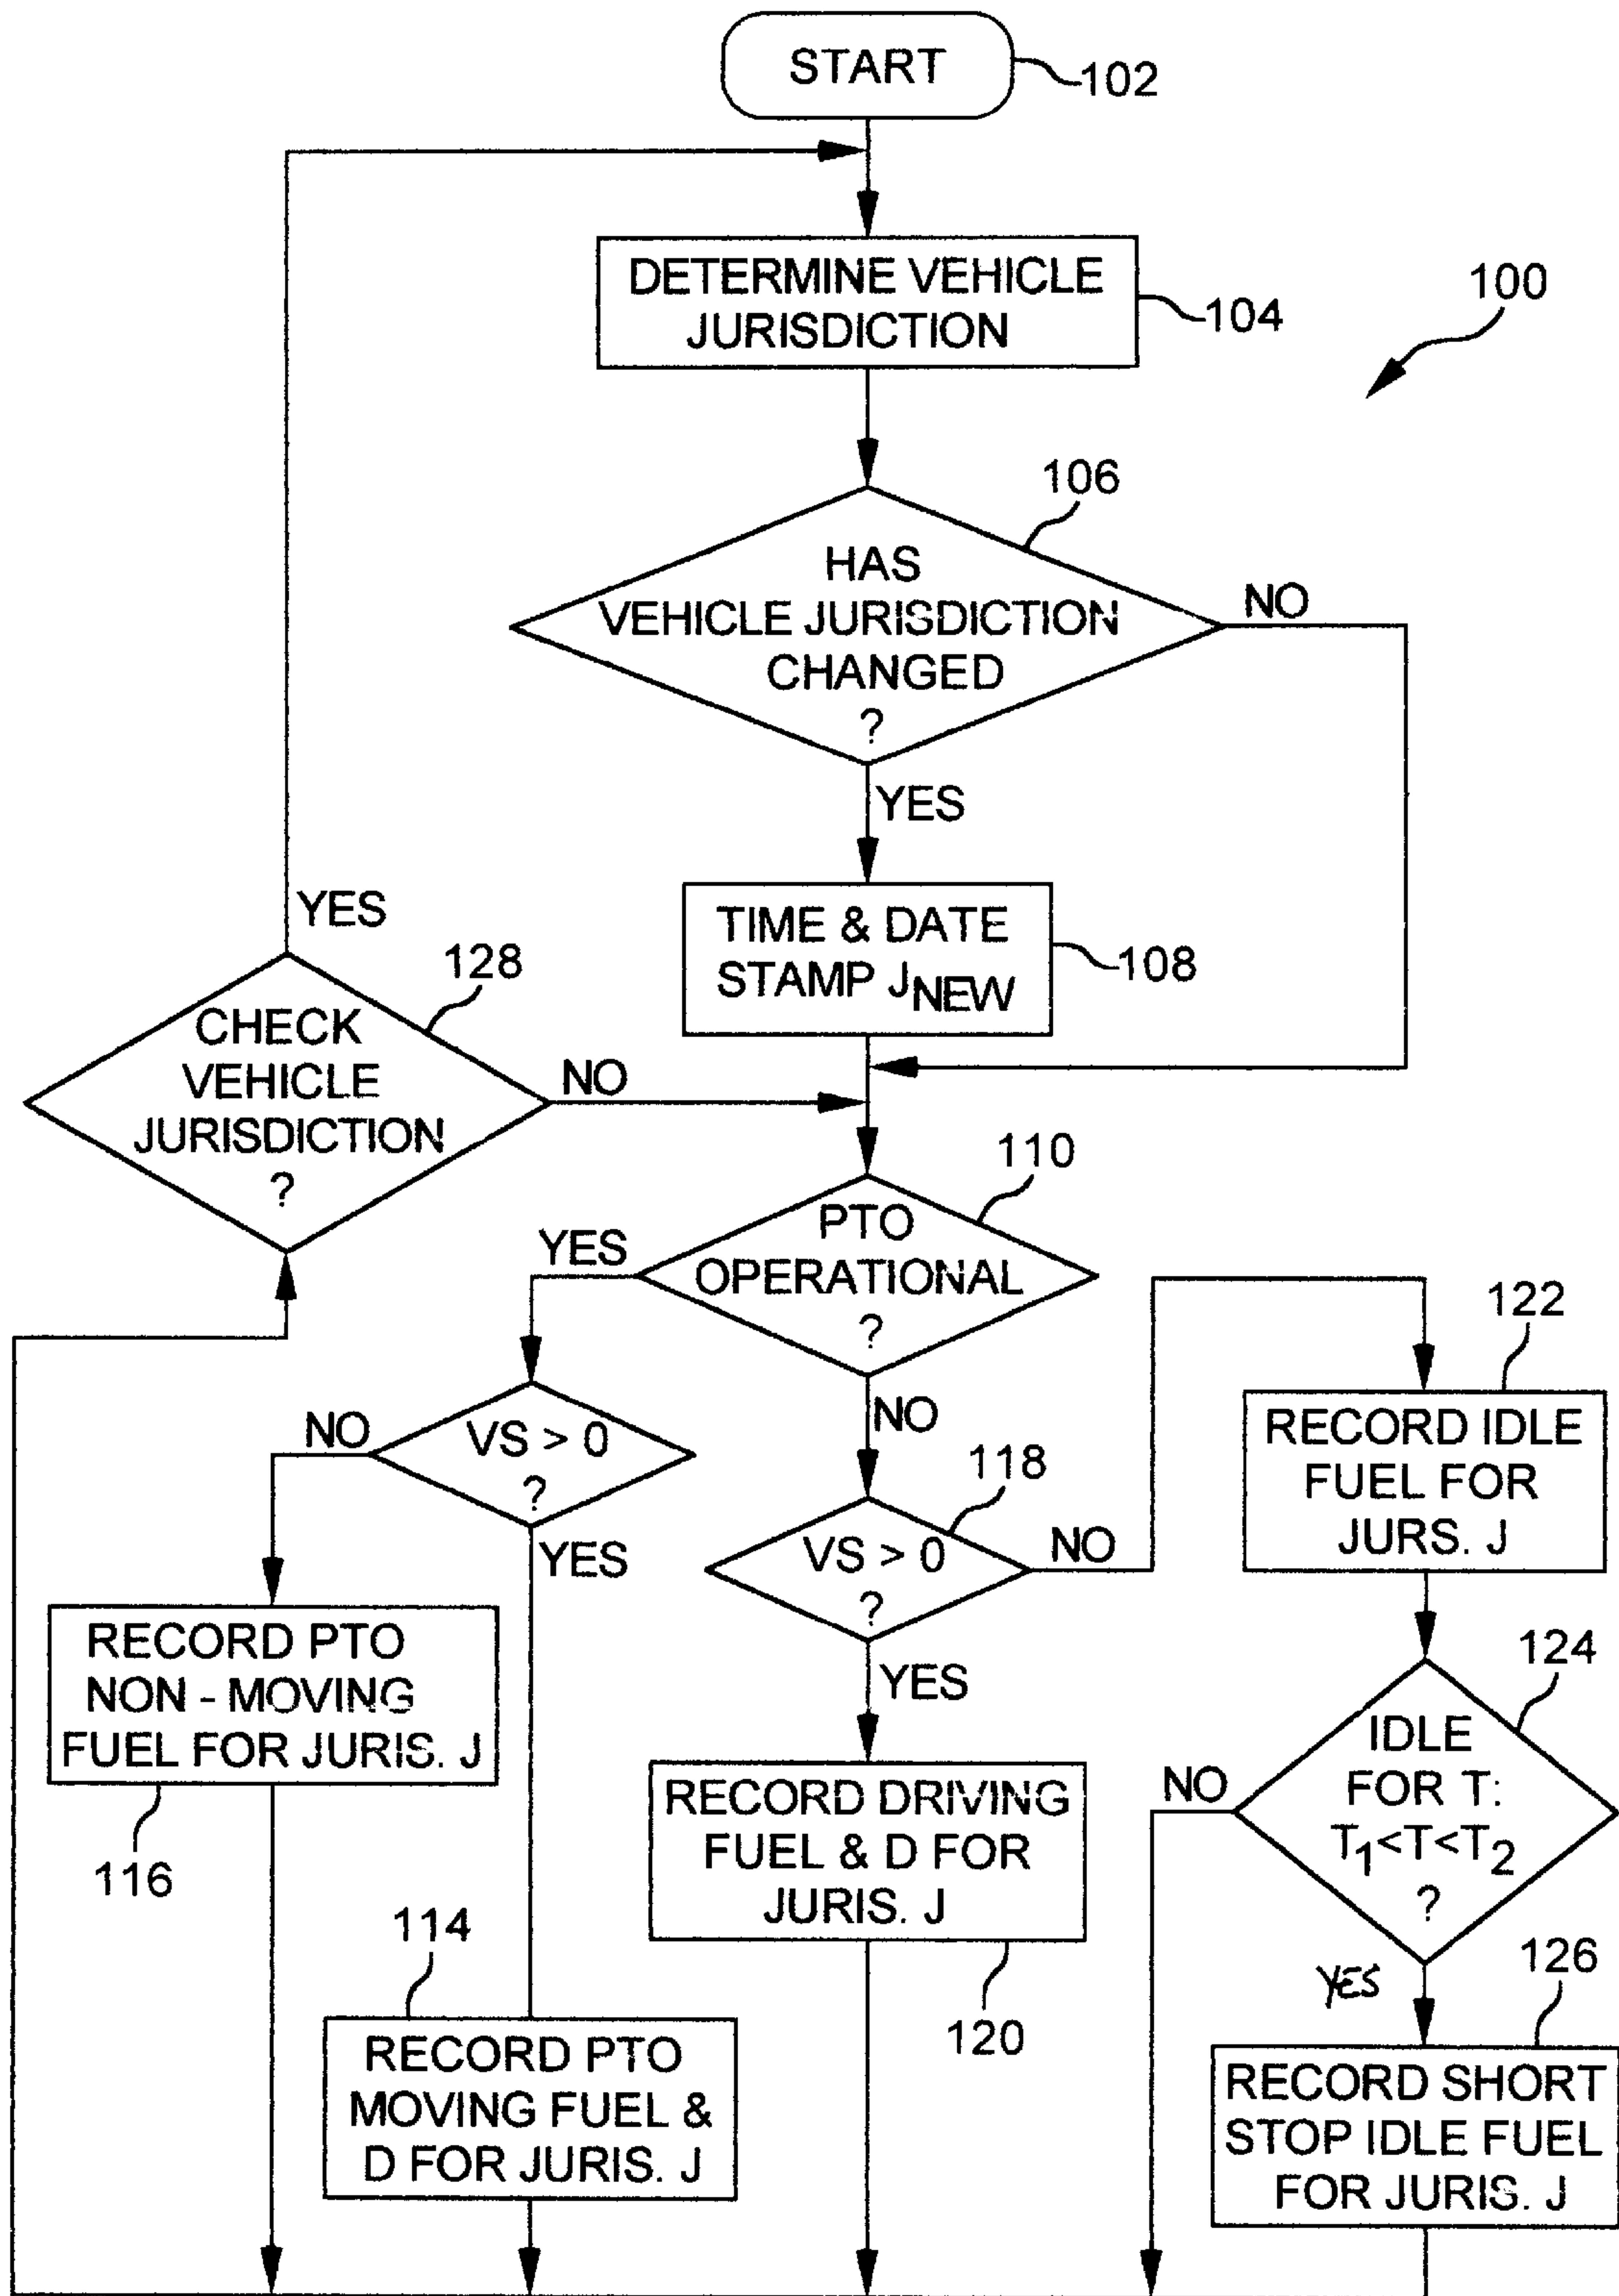 START
102
DETERMINE VEHICLE
JURISDICTION
104
100
106
HAS
VEHICLE JURISDICTION
CHANGED
?
NO
YES
TIME & DATE
STAMP JNEW
108
YES
128
CHECK
VEHICLE
JURISDICTION
?
NO
110
PTO
OPERATIONAL
?
YES
NO
VS > 0
?
NO
YES
118
VS > 0
?
NO
YES
122
RECORD IDLE
FUEL FOR
JURS. J
124
IDLE
FOR T:
T1<T<T2
?
NO
YES
RECORD PTO
NON - MOVING
FUEL FOR JURIS. J
116
114
RECORD PTO
MOVING FUEL &
D FOR JURIS. J
RECORD DRIVING
FUEL & D FOR
JURIS. J
120
126
RECORD SHORT
STOP IDLE FUEL
FOR JURIS. J